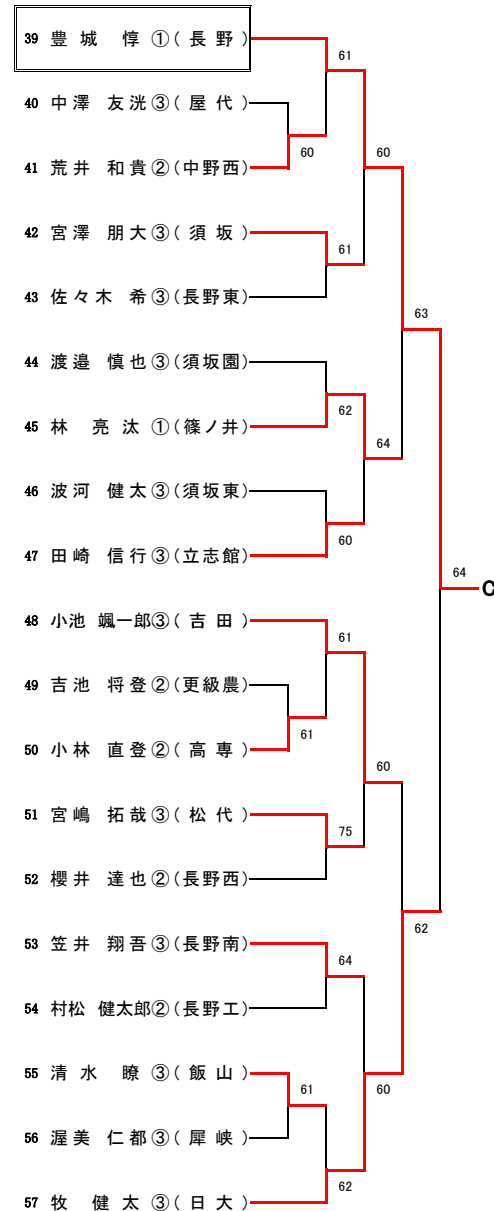 39 豊城 惇①(長野)
61
40 中澤 友洸③(屋代)
60
60
41 荒井 和貴②(中野西)
42 宮澤 朋大③(須坂)
61
43 佐々木 希③(長野東)
63
44 渡邉 慎也③(須坂園)
62
45 林 亮汰①(篠ノ井)
64
46 波河 健太③(須坂東)
60
47 田崎 信行③(立志館)
64
C
48 小池 颯一郎③(吉田)
61
49 吉池 将登②(更級農)
61
50 小林 直登②(高専)
60
51 宮嶋 拓哉③(松代)
75
52 櫻井 達也②(長野西)
62
53 笠井 翔吾③(長野南)
64
54 村松 健太郎②(長野工)
55 清水 暸③(飯山)
61
60
56 渥美 仁都③(犀峡)
62
57 牧 健太③(日大)